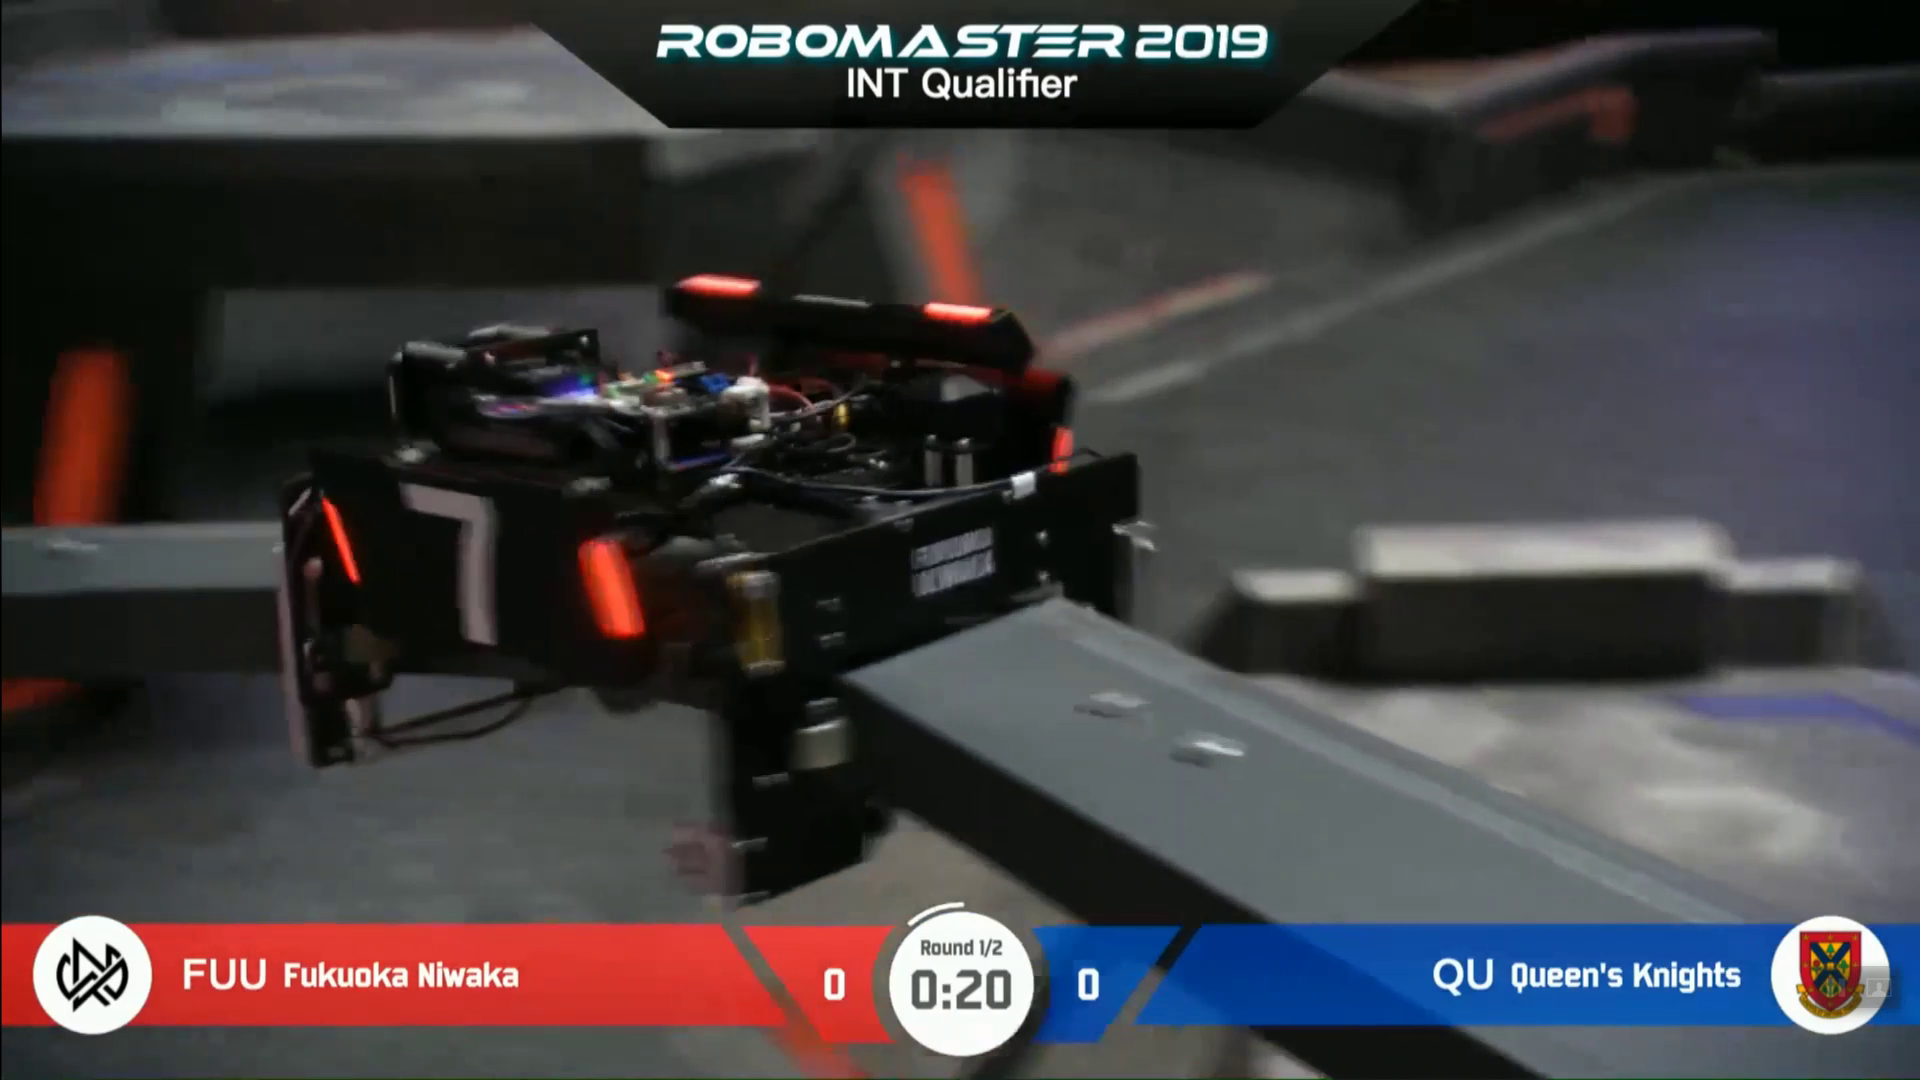 ROBOMASTER 2019
INT Qualifier
7
FUU Fukuoka Niwaka
0
Round 1/2
0:20
0
QU Queen's Knights